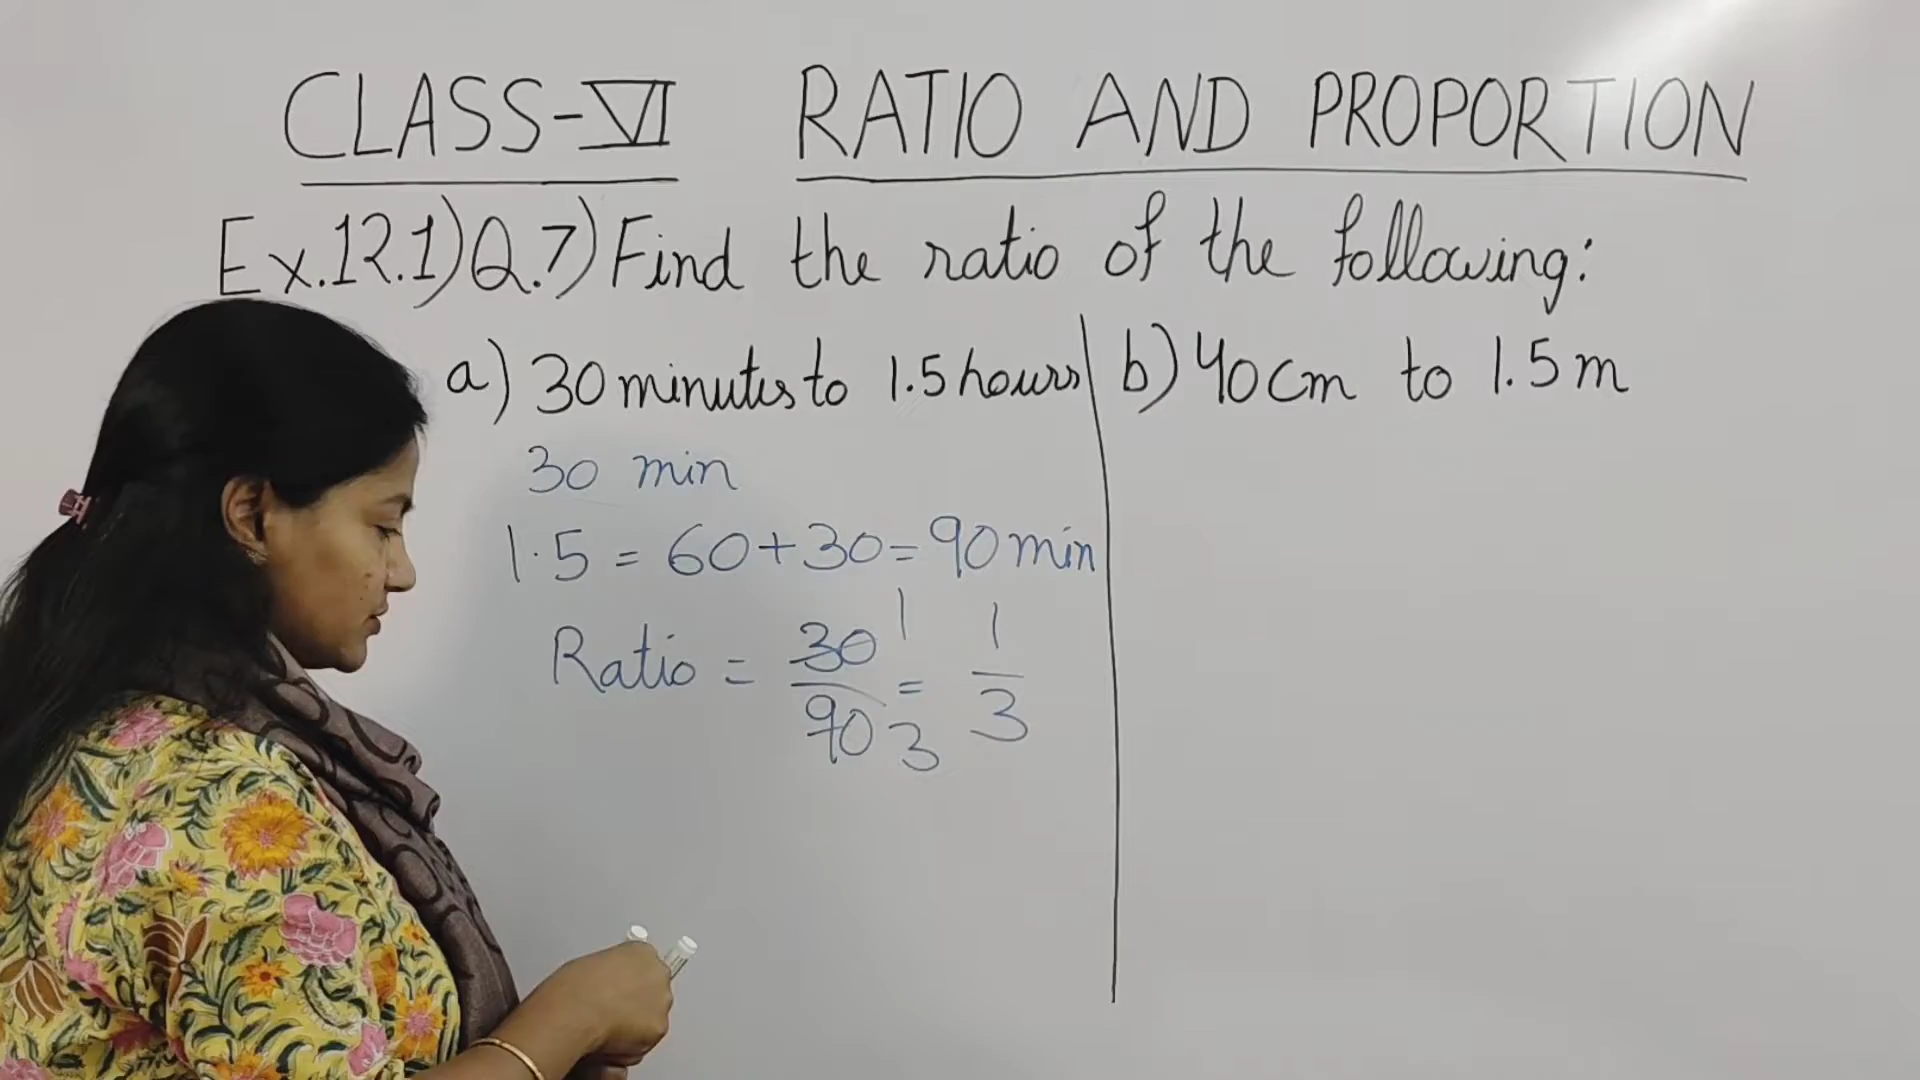 CLASS-VI RATIO AND PROPORTION
Ex.12.1)Q.7) Find the ratio of the following:
a) 30 minutes to 1.5 hours
30 min
1.5 = 60+30 = 90 min
Ratio = 30/90 1/3 = 1/3
b) 40 cm to 1.5 m